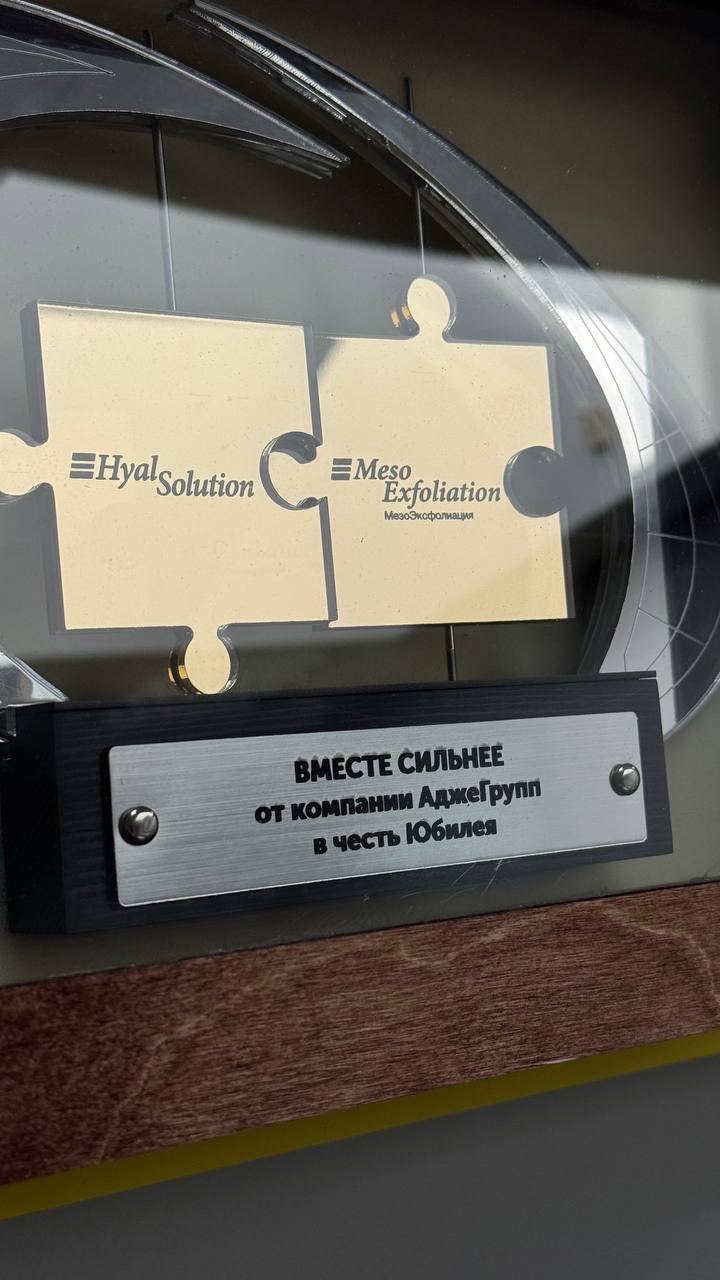 Hyal
Solution
Meso
Exfoliation
МезоЭксфолиация
ВМЕСТЕ СИЛЬНЕЕ
от компании АджеГрупп
в честь Юбилея